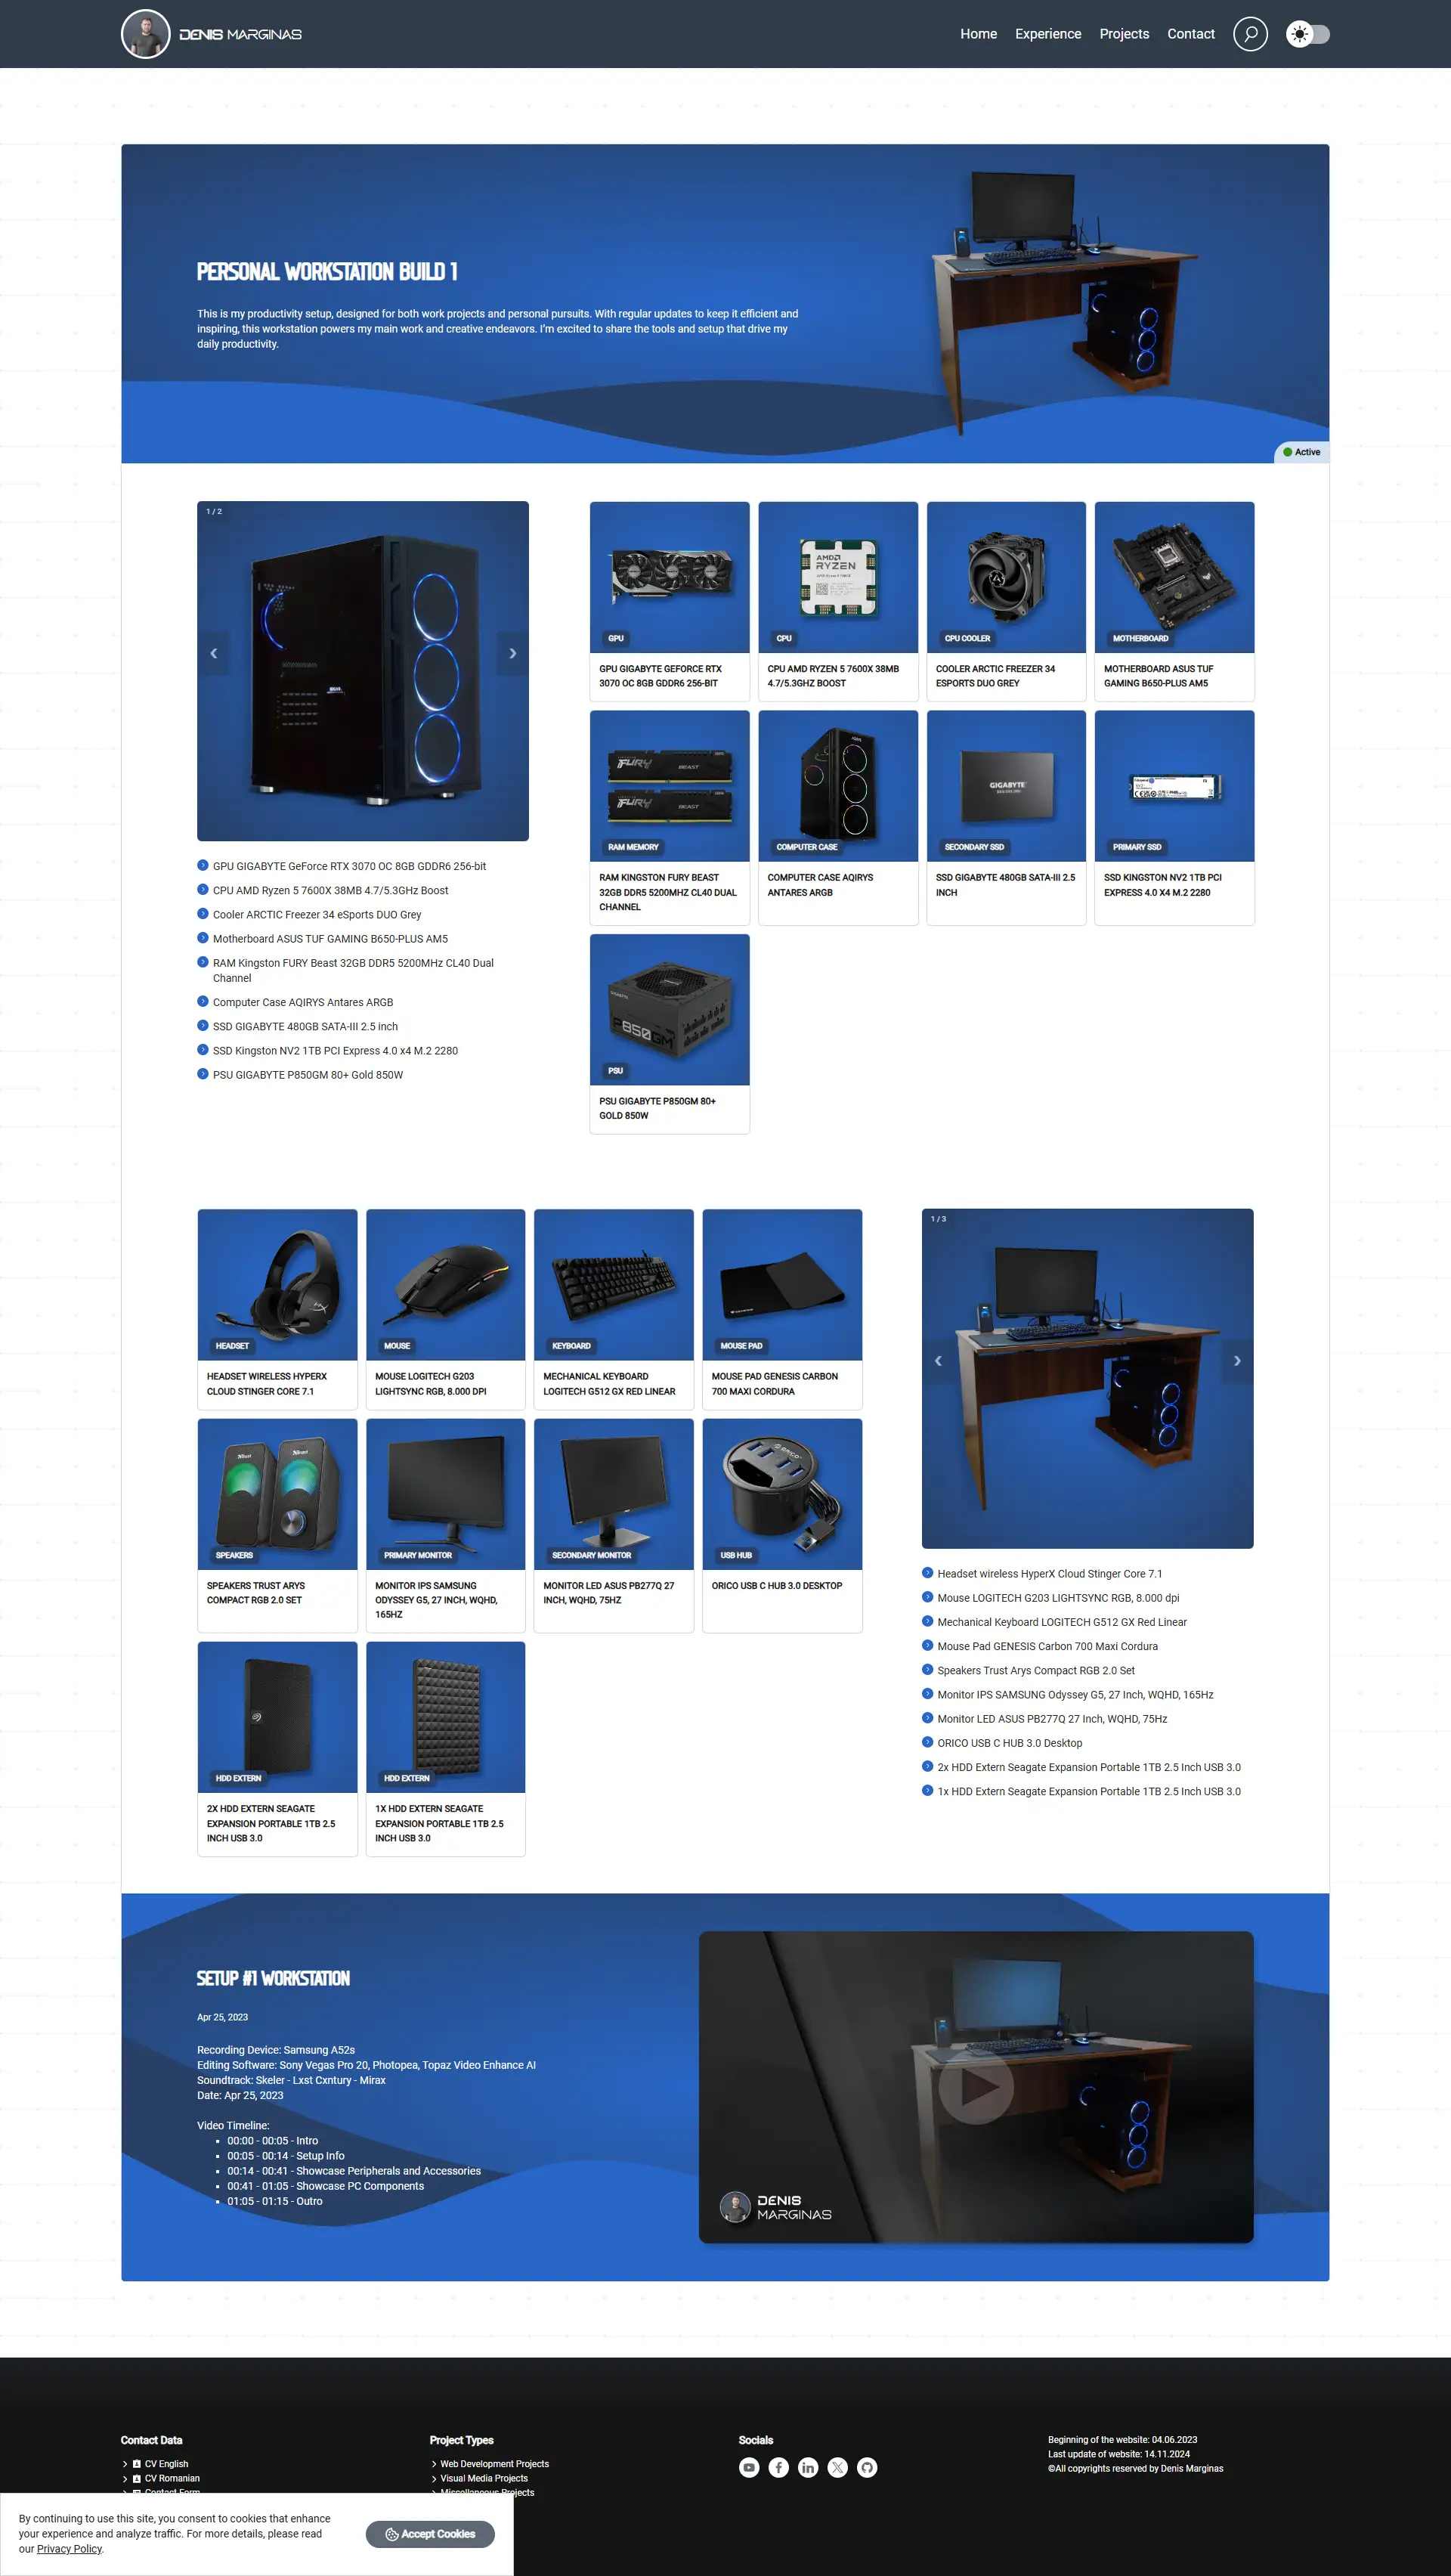 DENIS MARGINAS
Home
Experience
Projects
Contact
PERSONAL WORKSTATION BUILD 1
This is my productivity setup, designed for both work projects and personal pursuits. With regular updates to keep it efficient and
inspiring, this workstation powers my main work and creative endeavors. I'm excited to share the tools and setup that drive my
daily productivity.
Active
1 / 2
❮
❯
GPU GIGABYTE GeForce RTX 3070 OC 8GB GDDR6 256-bit
CPU AMD Ryzen 5 7600X 38MB 4.7/5.3GHz Boost
Cooler ARCTIC Freezer 34 eSports DUO Grey
Motherboard ASUS TUF GAMING B650-PLUS AM5
RAM Kingston FURY Beast 32GB DDR5 5200MHz CL40 Dual
Channel
Computer Case AQIRYS Antares ARGB
SSD GIGABYTE 480GB SATA-III 2.5 inch
SSD Kingston NV2 1TB PCI Express 4.0 x4 M.2 2280
PSU GIGABYTE P850GM 80+ Gold 850W
GPU
GPU GIGABYTE GEFORCE RTX
3070 OC 8GB GDDR6 256-BIT
AMD
RYZEN
CPU
CPU AMD RYZEN 5 7600X 38MB
4.7/5.3GHZ BOOST
CPU COOLER
COOLER ARCTIC FREEZER 34
ESPORTS DUO GREY
MOTHERBOARD
MOTHERBOARD ASUS TUF
GAMING B650-PLUS AM5
FURY BEAST
FURY BEAST
RAM MEMORY
RAM KINGSTON FURY BEAST
32GB DDR5 5200MHZ CL40 DUAL
CHANNEL
COMPUTER CASE
COMPUTER CASE AQIRYS
ANTARES ARGB
GIGABYTE
SECONDARY SSD
SSD GIGABYTE 480GB SATA-III 2.5
INCH
PRIMARY SSD
SSD KINGSTON NV2 1TB PCI
EXPRESS 4.0 X4 M.2 2280
P850GM
PSU
PSU GIGABYTE P850GM 80+
GOLD 850W
HEADSET
HEADSET WIRELESS HYPERX
CLOUD STINGER CORE 7.1
MOUSE
MOUSE LOGITECH G203
LIGHTSYNC RGB, 8.000 DPI
KEYBOARD
MECHANICAL KEYBOARD
LOGITECH G512 GX RED LINEAR
MOUSE PAD
MOUSE PAD GENESIS CARBON
700 MAXI CORDURA
Trust
Trust
SPEAKERS
SPEAKERS TRUST ARYS
COMPACT RGB 2.0 SET
PRIMARY MONITOR
MONITOR IPS SAMSUNG
ODYSSEY G5, 27 INCH, WQHD,
165HZ
SECONDARY MONITOR
MONITOR LED ASUS PB277Q 27
INCH, WQHD, 75HZ
ORICO
USB HUB
ORICO USB C HUB 3.0 DESKTOP
HDD EXTERN
2X HDD EXTERN SEAGATE
EXPANSION PORTABLE 1TB 2.5
INCH USB 3.0
HDD EXTERN
1X HDD EXTERN SEAGATE
EXPANSION PORTABLE 1TB 2.5
INCH USB 3.0
1 / 3
❮
❯
Headset wireless HyperX Cloud Stinger Core 7.1
Mouse LOGITECH G203 LIGHTSYNC RGB, 8.000 dpi
Mechanical Keyboard LOGITECH G512 GX Red Linear
Mouse Pad GENESIS Carbon 700 Maxi Cordura
Speakers Trust Arys Compact RGB 2.0 Set
Monitor IPS SAMSUNG Odyssey G5, 27 Inch, WQHD, 165Hz
Monitor LED ASUS PB277Q 27 Inch, WQHD, 75Hz
ORICO USB C HUB 3.0 Desktop
2x HDD Extern Seagate Expansion Portable 1TB 2.5 Inch USB 3.0
1x HDD Extern Seagate Expansion Portable 1TB 2.5 Inch USB 3.0
SETUP #1 WORKSTATION
Apr 25, 2023
Recording Device: Samsung A52s
Editing Software: Sony Vegas Pro 20, Photopea, Topaz Video Enhance AI
Soundtrack: Skeler - Lxst Cxntury - Mirax
Date: Apr 25, 2023
Video Timeline:
00:00 - 00:05 - Intro
00:05 - 00:14 - Setup Info
00:14 - 00:41 - Showcase Peripherals and Accessories
00:41 - 01:05 - Showcase PC Components
01:05 - 01:15 - Outro
DENIS
MARGINAS
Contact Data
CV English
CV Romanian
Contact Form
Project Types
Web Development Projects
Visual Media Projects
Miscellaneous Projects
Socials
Beginning of the website: 04.06.2023
Last update of website: 14.11.2024
©All copyrights reserved by Denis Marginas
By continuing to use this site, you consent to cookies that enhance
your experience and analyze traffic. For more details, please read
our Privacy Policy.
Accept Cookies